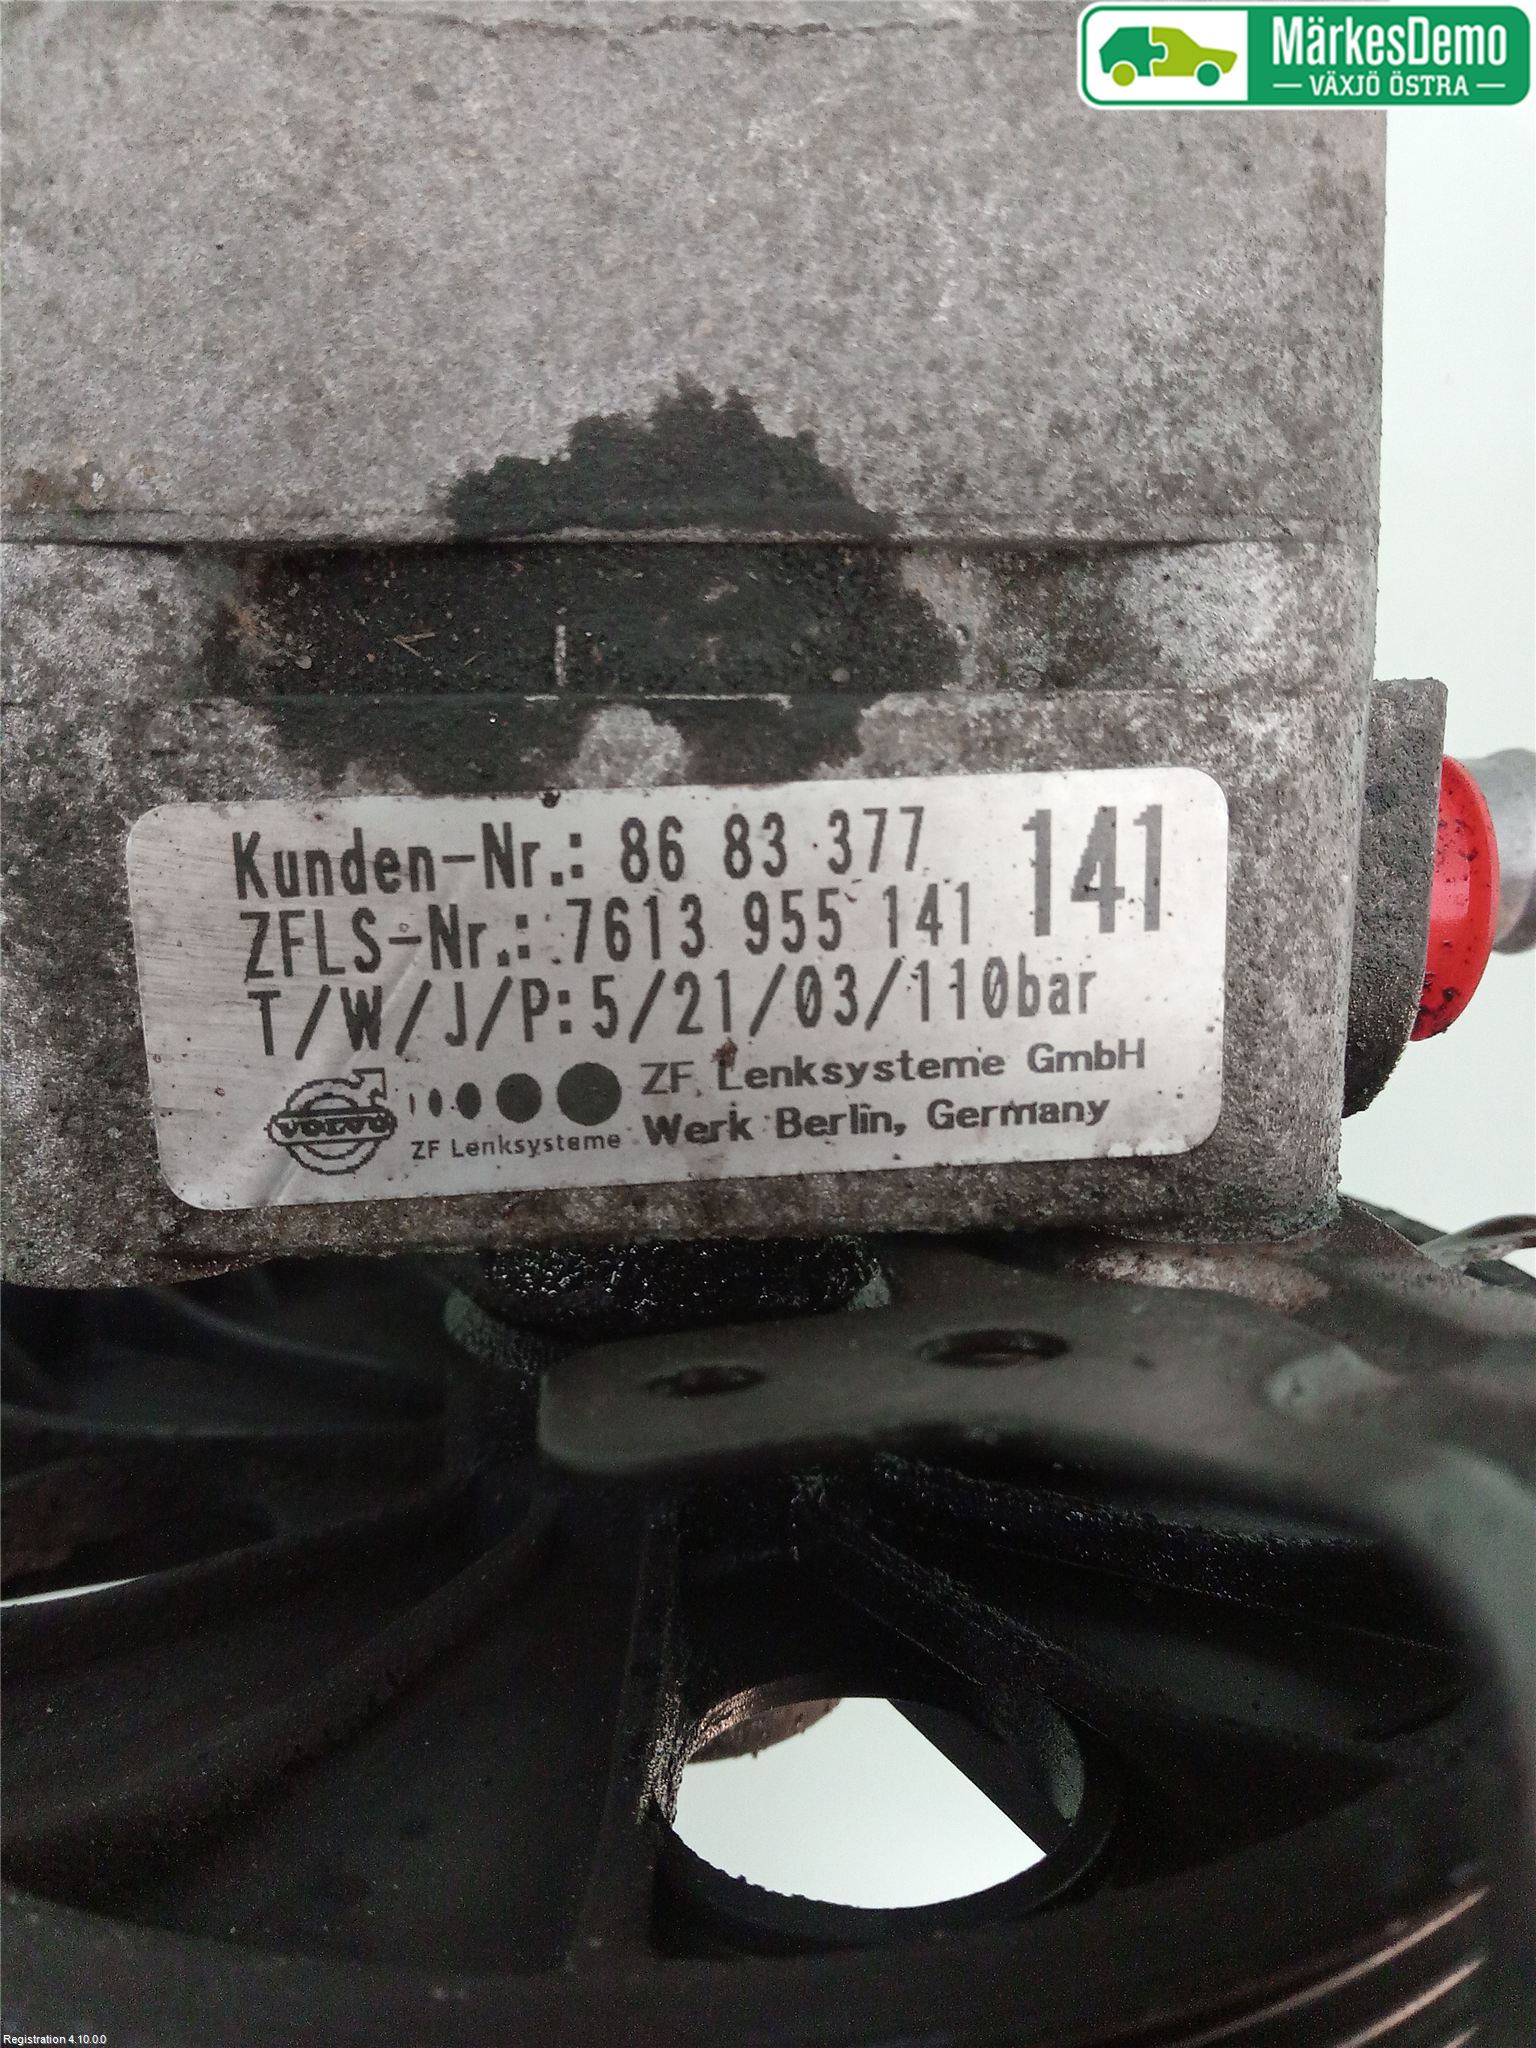 MärkesDemo
VÄXJÖ ÖSTRA
Kunden-Nr.: 86 83 377 141
ZFLS-Nr.: 7613 955 141
T/W/J/P:5/21/03/110bar
VOLVO
ZF Lenksysteme
ZF Lenksysteme GmbH
Werk Berlin, Germany
Registration 4.10.0.0